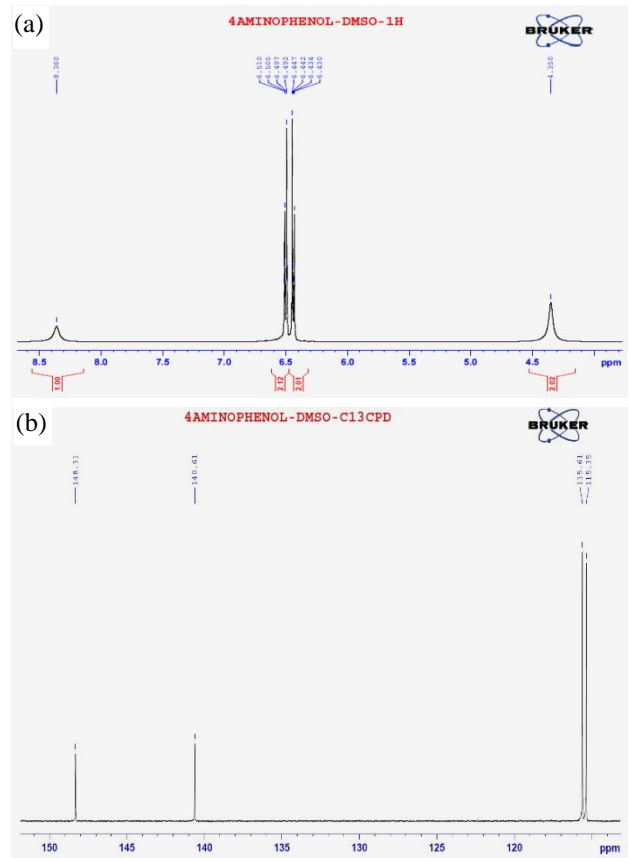 (a)
4AMINOPHENOL-DMSO-1H
BRUKER
8.360
6.510
6.505
6.497
6.492
6.447
6.442
6.434
6.430
4.350
8.5 8.0 7.5 7.0 6.5 6.0 5.5 5.0 4.5 ppm
1.00
2.12
2.01
2.02
(b)
4AMINOPHENOL-DMSO-C13CPD
BRUKER
148.31
140.61
115.61
115.35
150 145 140 135 130 125 120 ppm